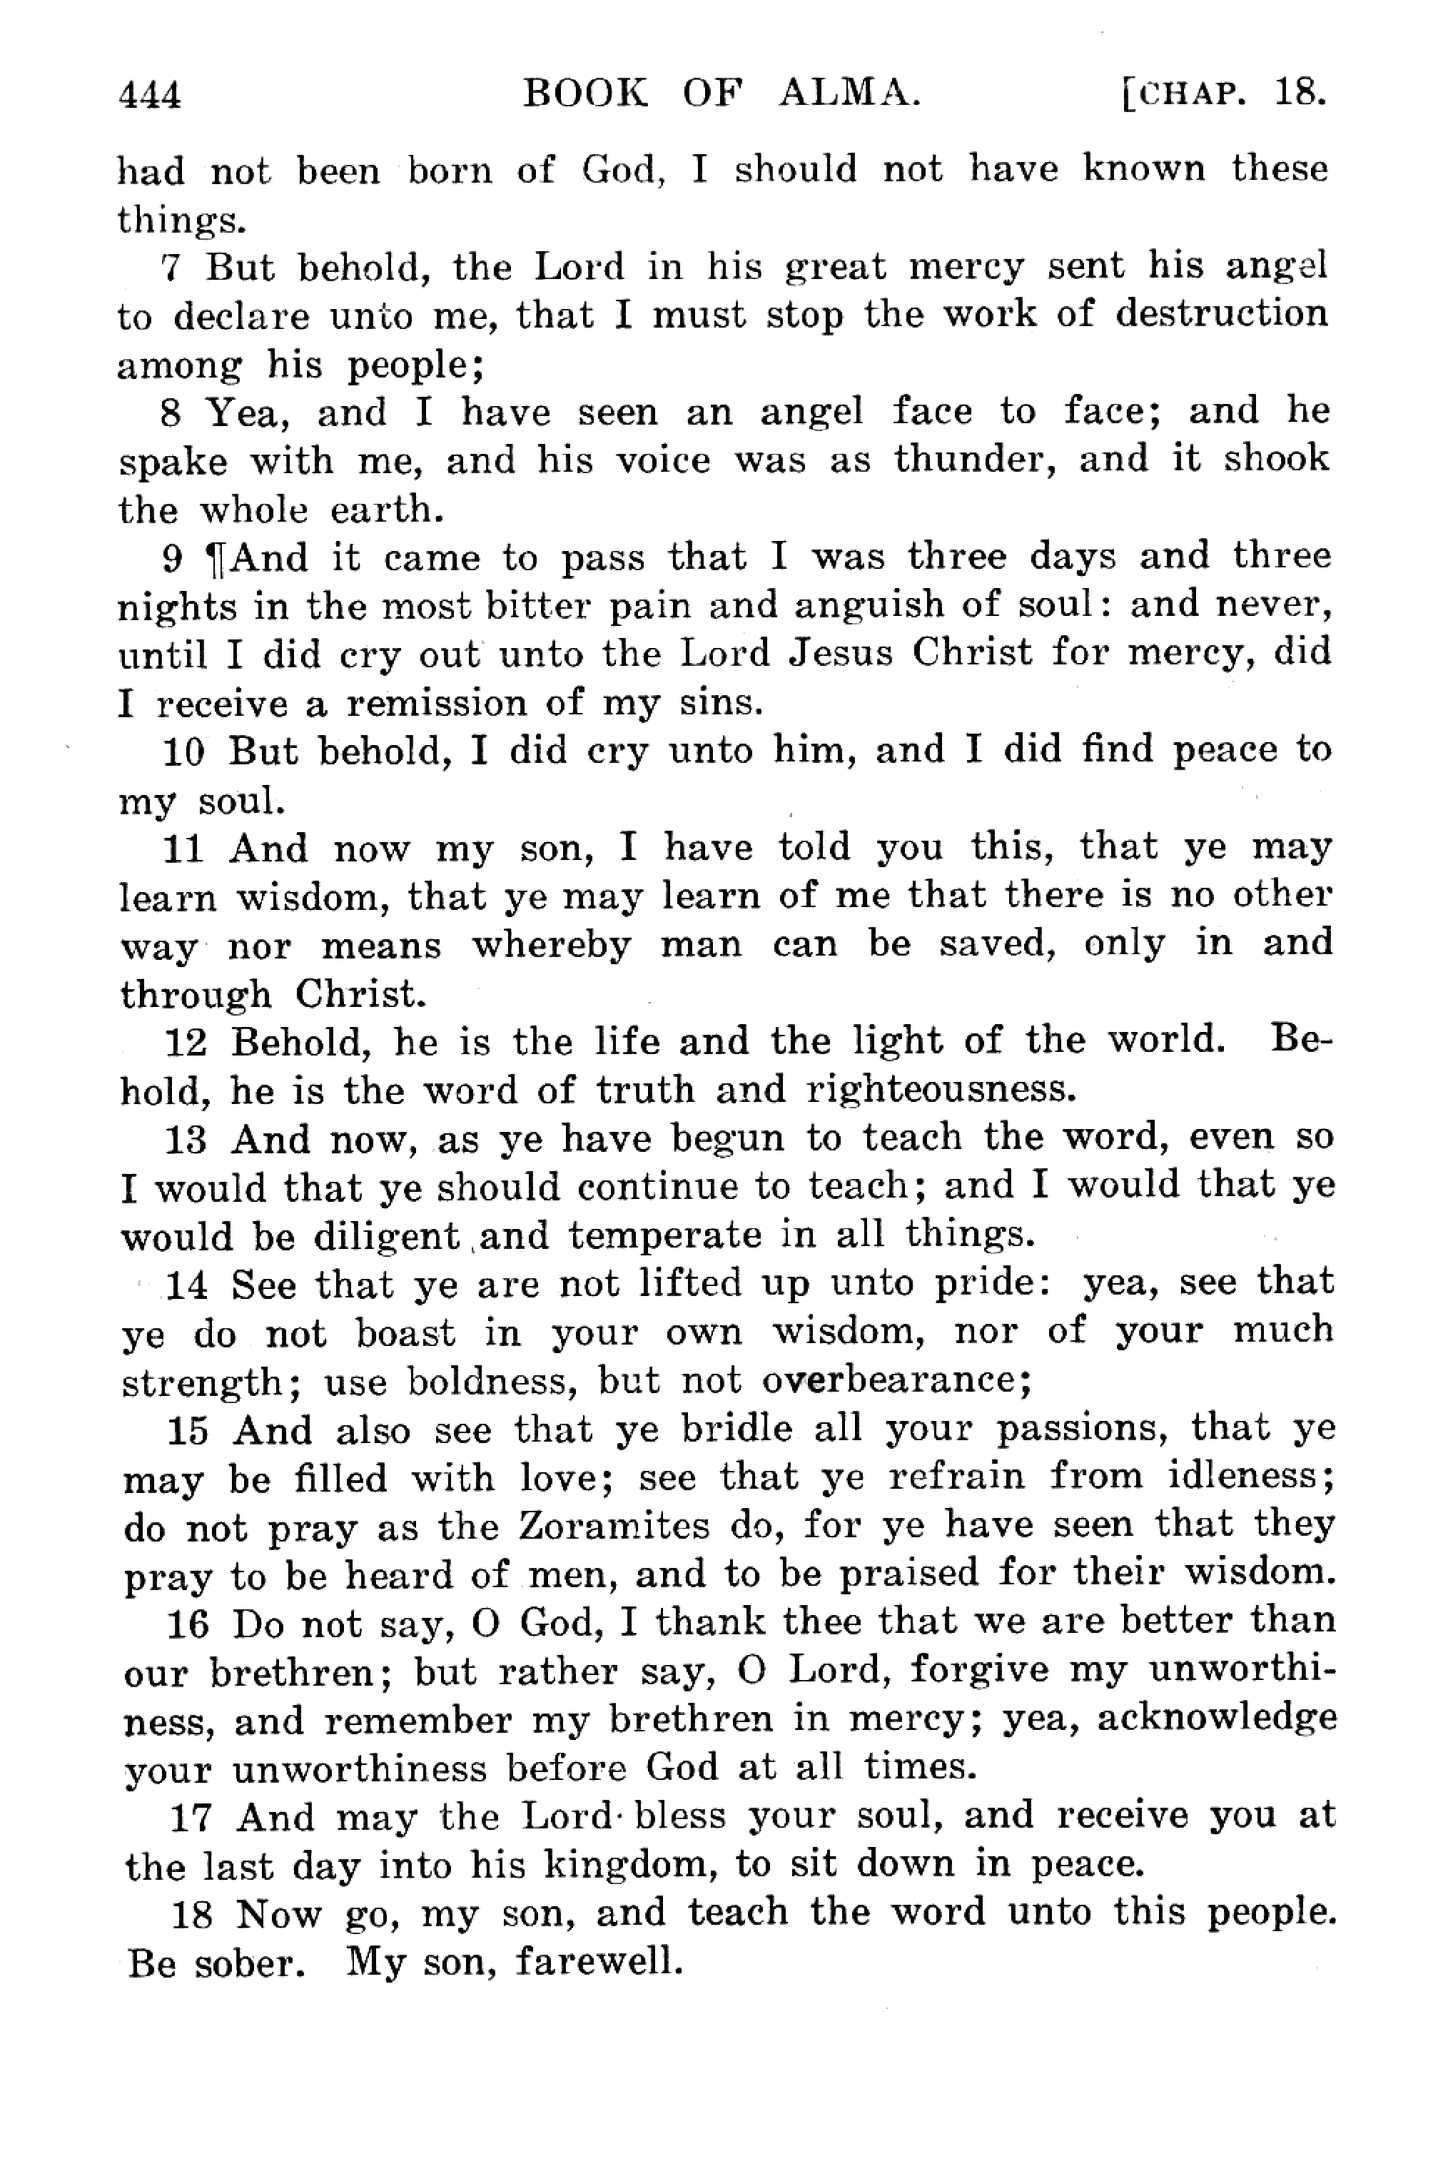 444 BOOK OF ALMA. [CHAP. 18.
had not been born of God, I should not have known these
things.
7 But behold, the Lord in his great mercy sent his angel
to declare unto me, that I must stop the work of destruction
among his people;
8 Yea, and I have seen an angel face to face; and he
spake with me, and his voice was as thunder, and it shook
the whole earth.
9 ¶And it came to pass that I was three days and three
nights in the most bitter pain and anguish of soul: and never,
until I did cry out unto the Lord Jesus Christ for mercy, did
I receive a remission of my sins.
10 But behold, I did cry unto him, and I did find peace to
my soul.
11 And now my son, I have told you this, that ye may
learn wisdom, that ye may learn of me that there is no other
way nor means whereby man can be saved, only in and
through Christ.
12 Behold, he is the life and the light of the world. Be-
hold, he is the word of truth and righteousness.
13 And now, as ye have begun to teach the word, even so
I would that ye should continue to teach; and I would that ye
would be diligent and temperate in all things.
14 See that ye are not lifted up unto pride: yea, see that
ye do not boast in your own wisdom, nor of your much
strength; use boldness, but not overbearance;
15 And also see that ye bridle all your passions, that ye
may be filled with love; see that ye refrain from idleness;
do not pray as the Zoramites do, for ye have seen that they
pray to be heard of men, and to be praised for their wisdom.
16 Do not say, O God, I thank thee that we are better than
our brethren; but rather say, O Lord, forgive my unworthi-
ness, and remember my brethren in mercy; yea, acknowledge
your unworthiness before God at all times.
17 And may the Lord bless your soul, and receive you at
the last day into his kingdom, to sit down in peace.
18 Now go, my son, and teach the word unto this people.
Be sober. My son, farewell.